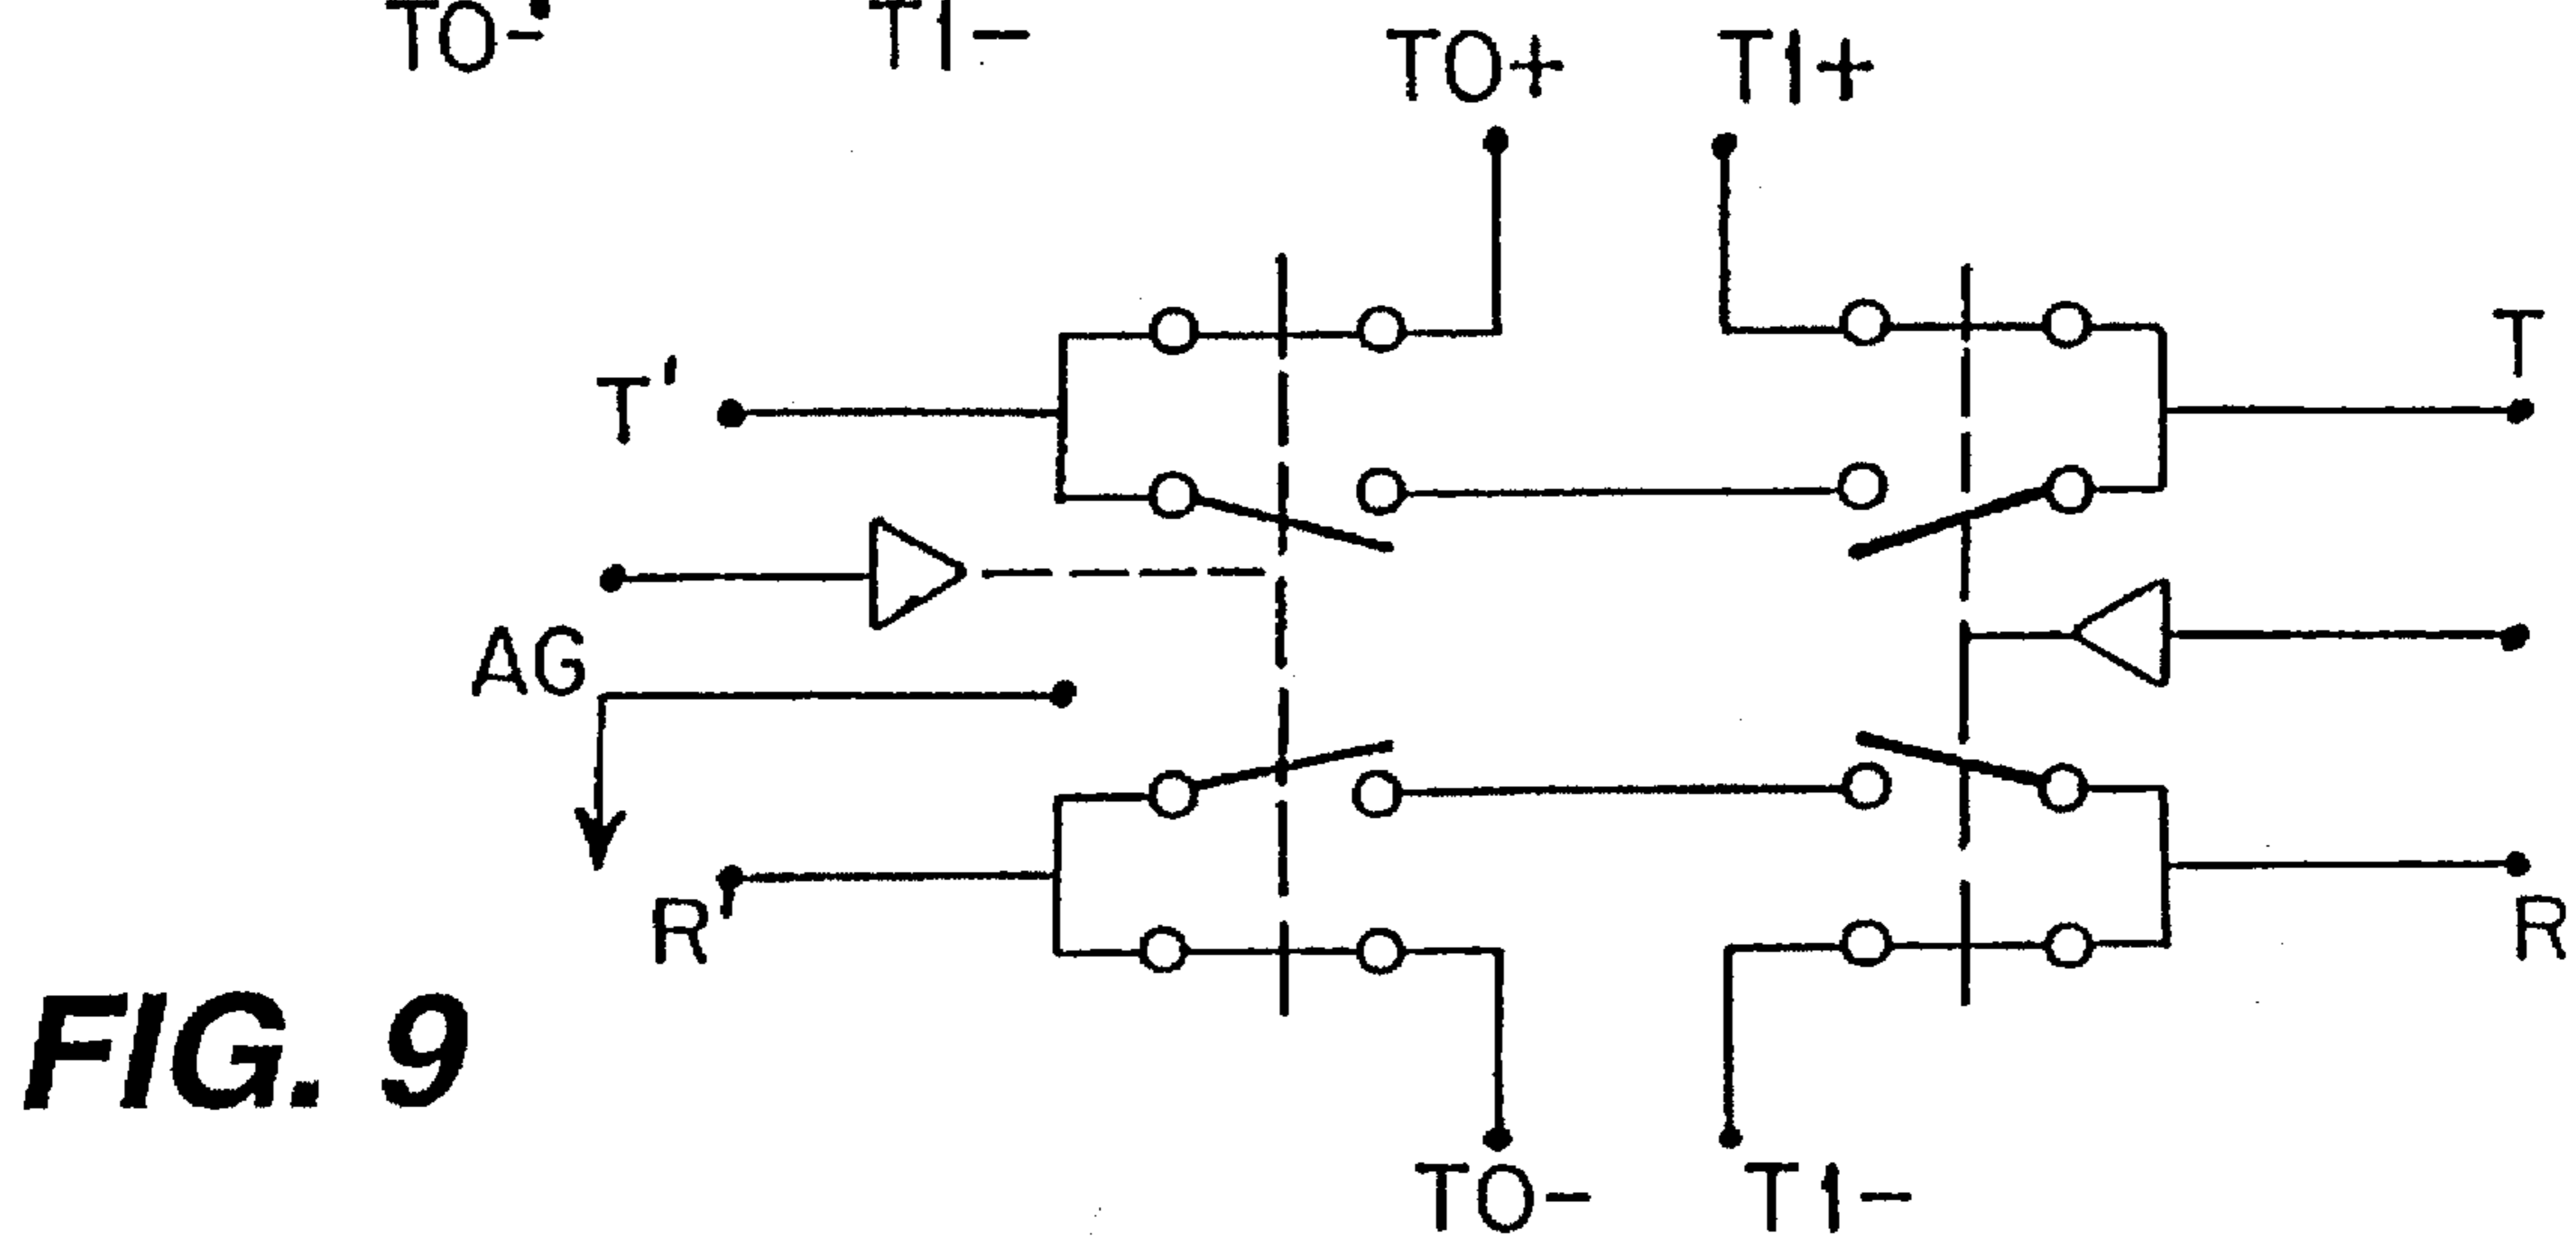 T0- T1-
T0+ T1+
T' T
AG
R' R
FIG. 9
T0- T1-